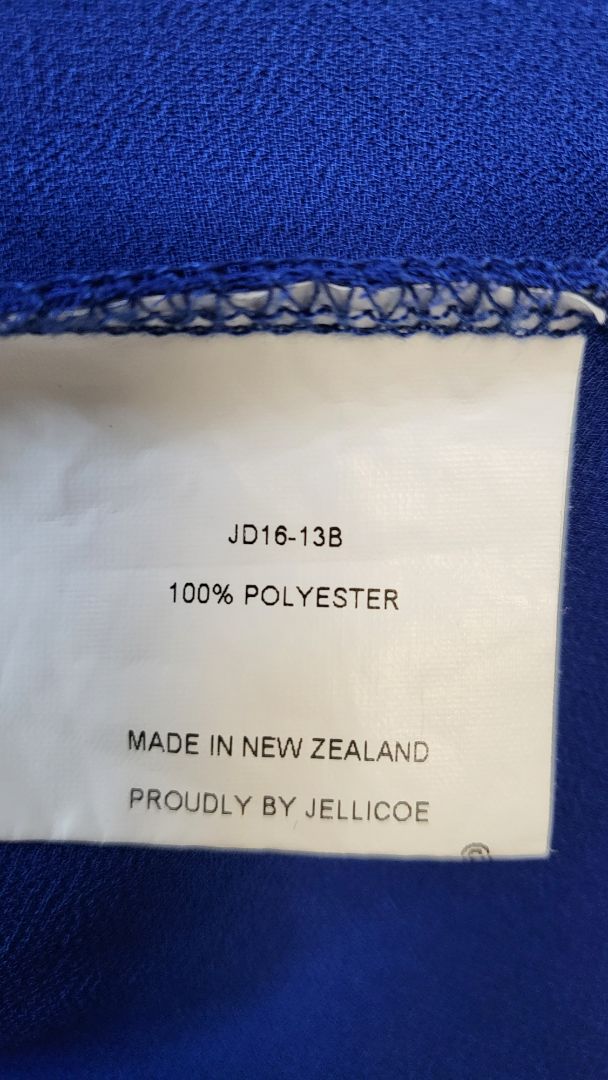 JD16-13B
100% POLYESTER
MADE IN NEW ZEALAND
PROUDLY BY JELLICOE